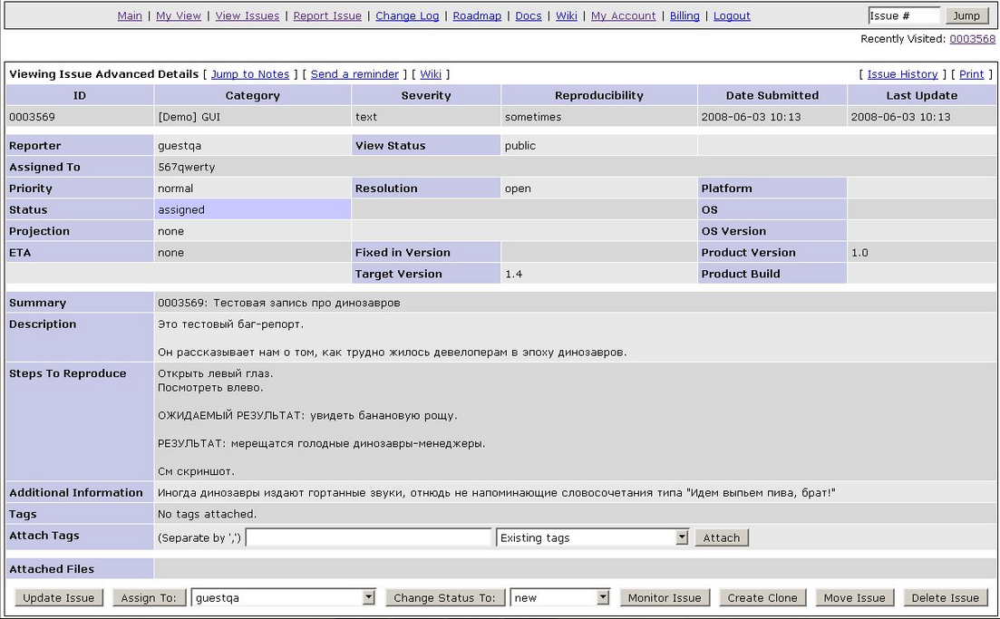 Main | My View | View Issues | Report Issue | Change Log | Roadmap | Docs | Wiki | My Account | Billing | Logout Issue # Jump
Recently Visited: 0003568
Viewing Issue Advanced Details [ Jump to Notes ] [ Send a reminder ] [ Wiki ] [ Issue History ] [ Print ]
ID Category Severity Reproducibility Date Submitted Last Update
0003569 [Demo] GUI text sometimes 2008-06-03 10:13 2008-06-03 10:13
Reporter guestqa View Status public
Assigned To 567qwerty
Priority normal Resolution open Platform
Status assigned OS
Projection none OS Version
ETA none Fixed in Version Product Version 1.0
Target Version 1.4 Product Build
Summary 0003569: Тестовая запись про динозавров
Description Это тестовый баг-репорт.
Он рассказывает нам о том, как трудно жилось девелоперам в эпоху динозавров.
Steps To Reproduce Открыть левый глаз.
Посмотреть влево.
ОЖИДАЕМЫЙ РЕЗУЛЬТАТ: увидеть банановую рощу.
РЕЗУЛЬТАТ: мерещатся голодные динозавры-менеджеры.
См скриншот.
Additional Information Иногда динозавры издают гортанные звуки, отнюдь не напоминающие словосочетания типа "Идем выпьем пива, брат!"
Tags No tags attached.
Attach Tags (Separate by ',') Existing tags Attach
Attached Files
Update Issue Assign To: guestqa Change Status To: new Monitor Issue Create Clone Move Issue Delete Issue